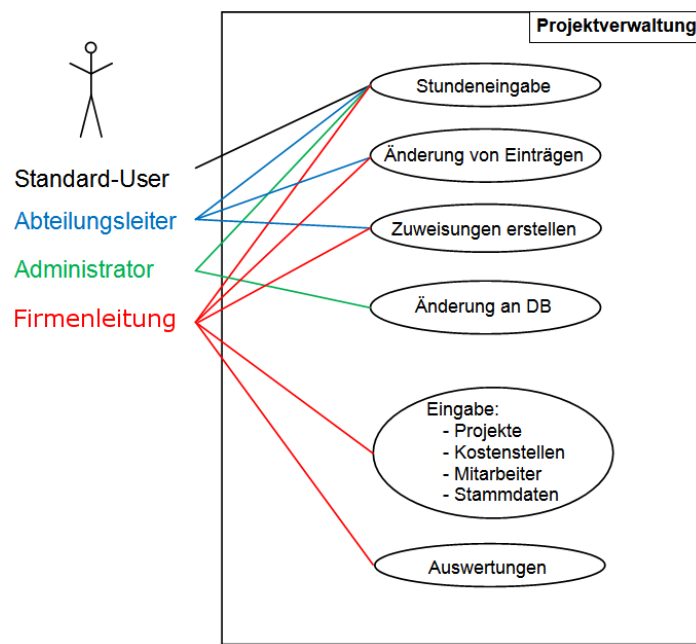 Projektverwaltung
Stundeneingabe
Änderung von Einträgen
Standard-User
Abteilungsleiter
Zuweisungen erstellen
Administrator
Änderung an DB
Firmenleitung
Eingabe:
- Projekte
- Kostenstellen
- Mitarbeiter
- Stammdaten
Auswertungen